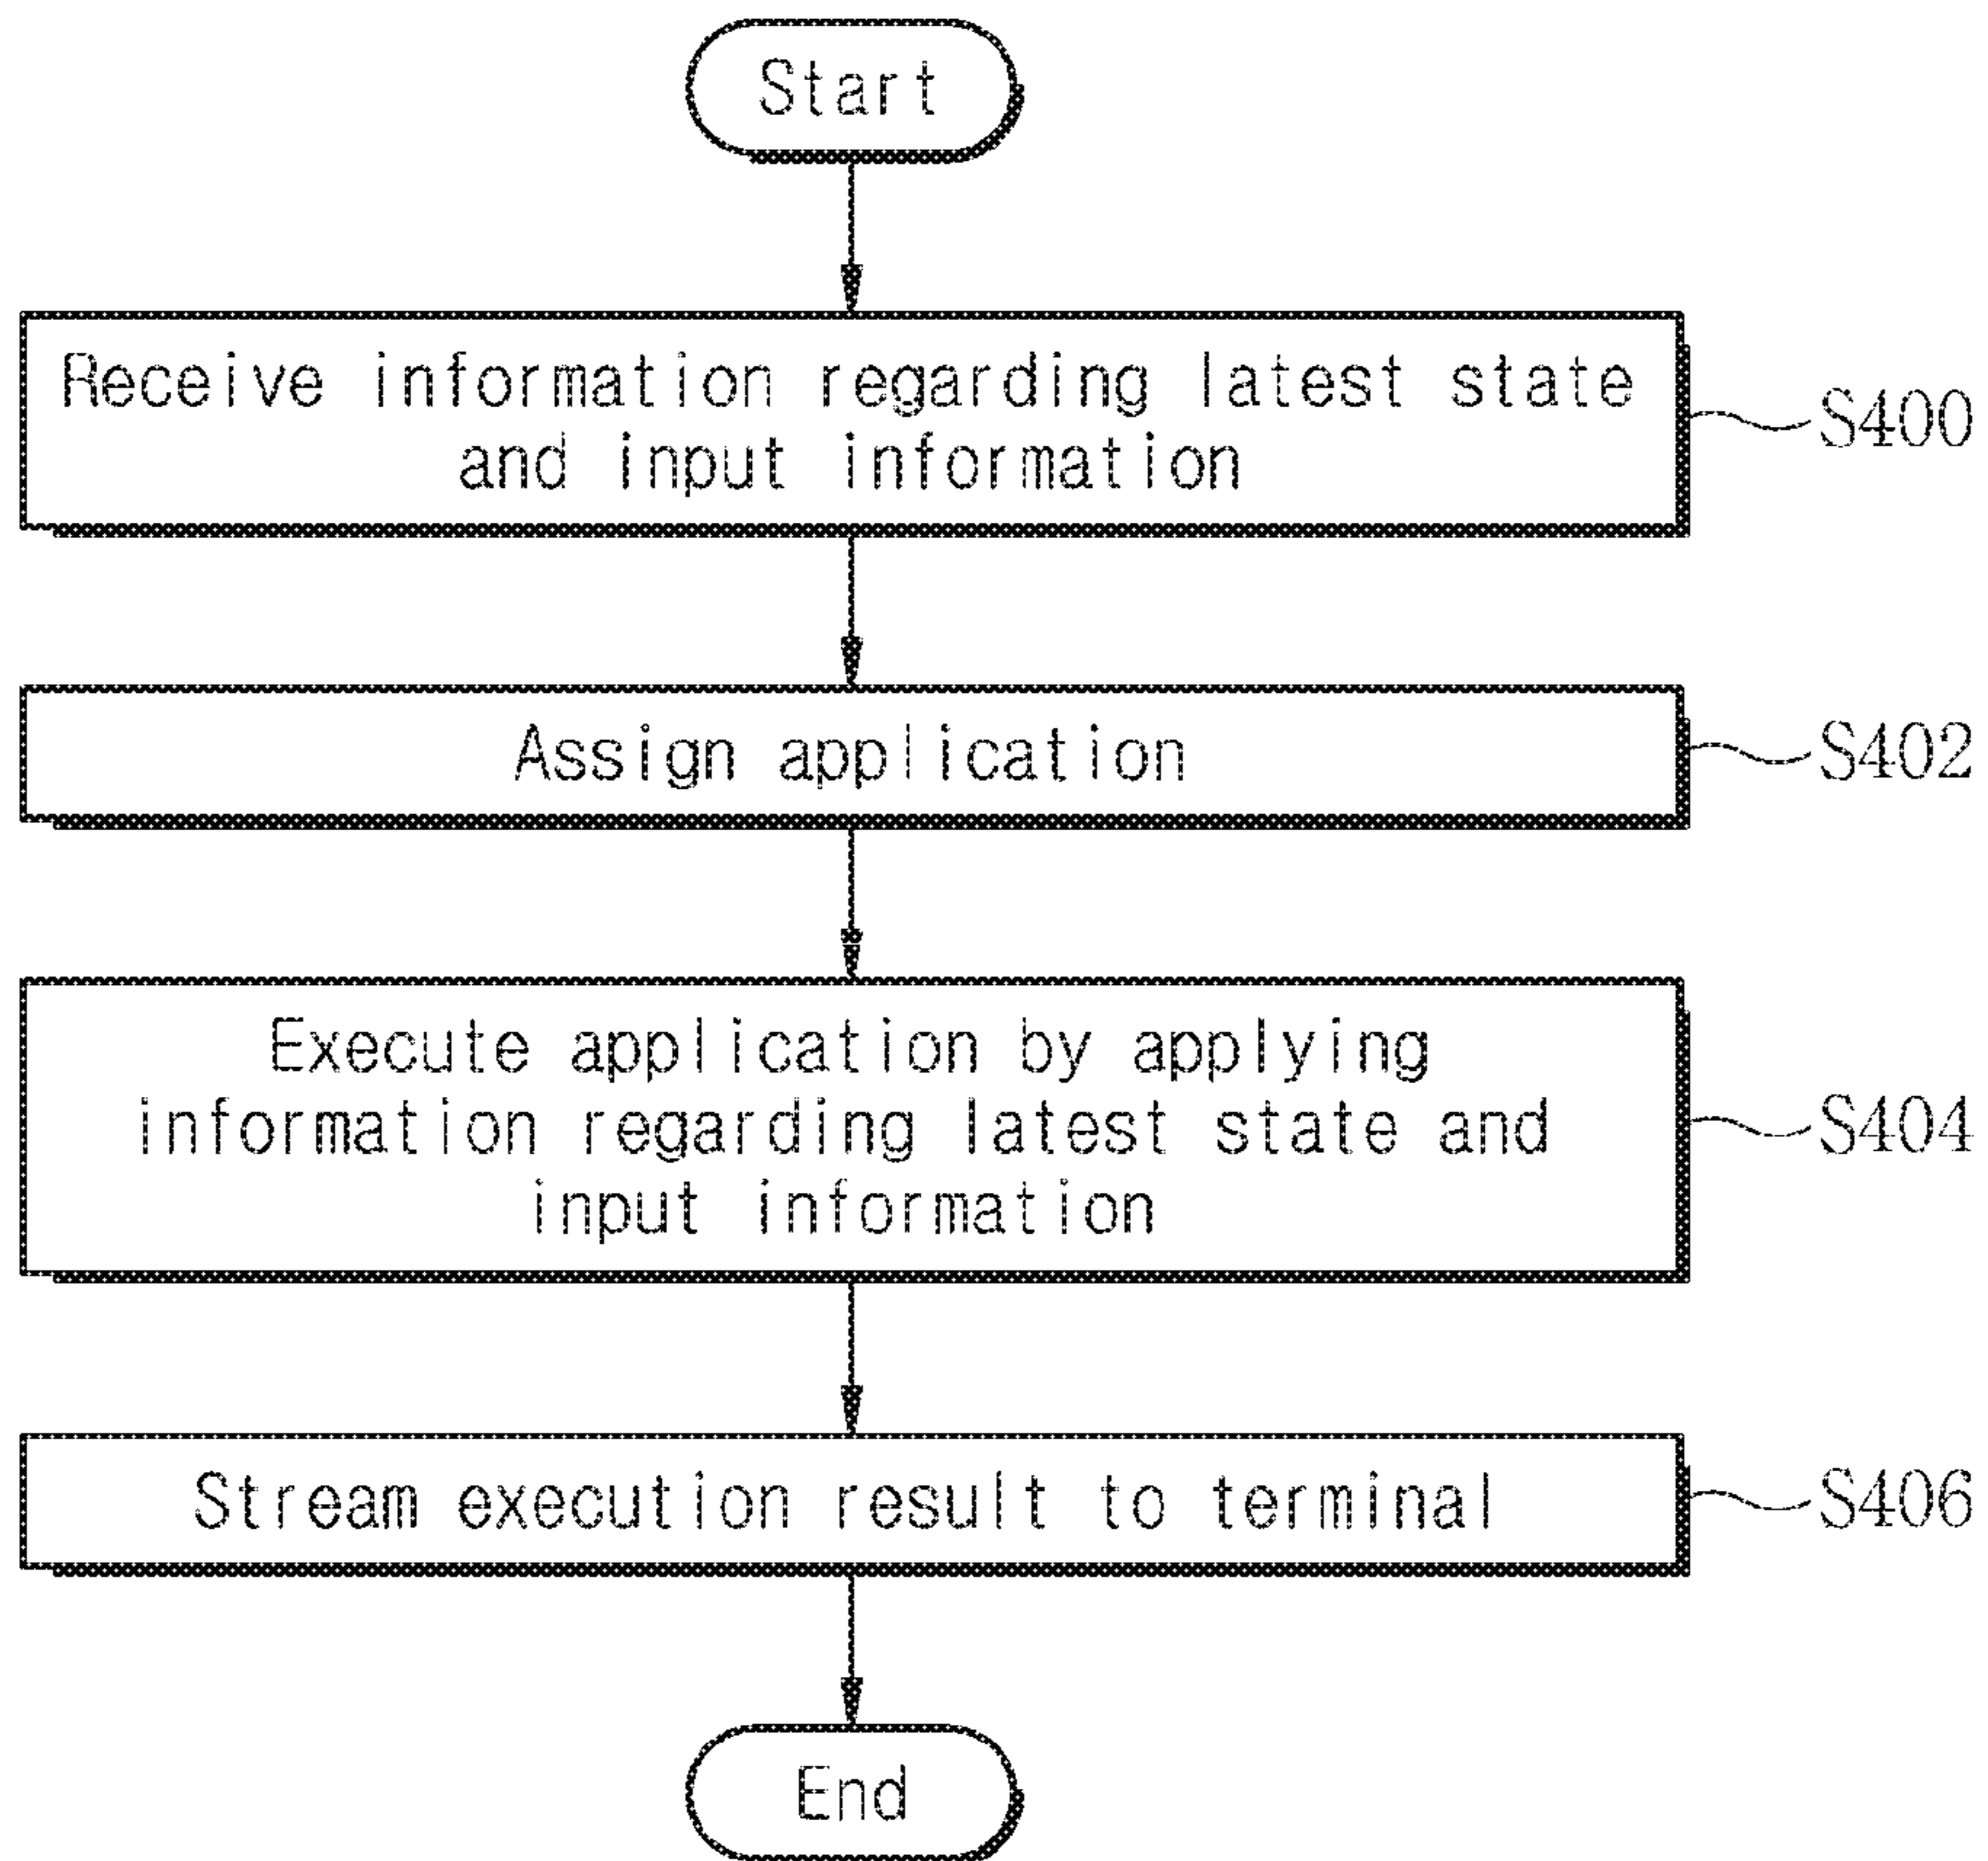 Start
Receive information regarding latest state
and input information
S400
Assign application
S402
Execute application by applying
information regarding latest state and
input information
S404
Stream execution result to terminal
S406
End